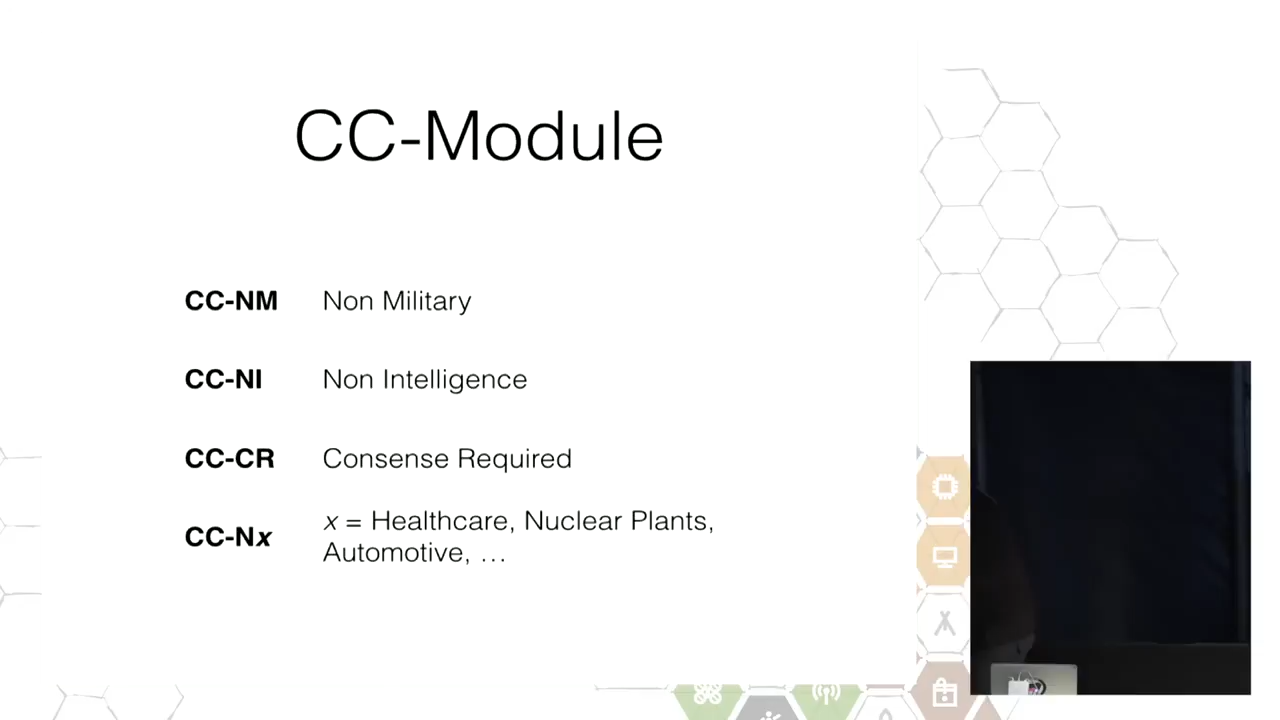 CC-Module
CC-NM Non Military
CC-NI Non Intelligence
CC-CR Consense Required
CC-Nx x = Healthcare, Nuclear Plants,
Automotive, …